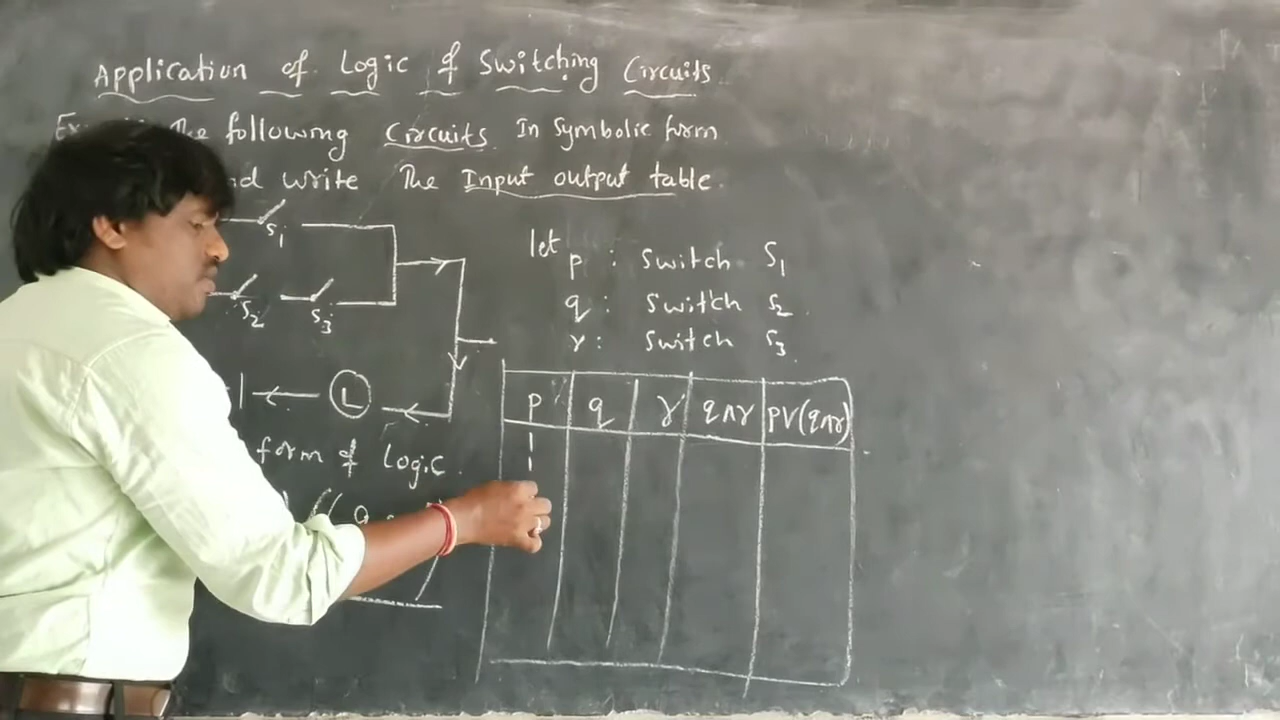 Application of Logic of Switching Circuits
The following Circuits In Symbolic form
nd write The Input output table.
S1
S2 S3
let p : Switch S1
q : Switch S2
r : Switch S3
L
form of Logic.
p q r q∧r p∨(q∧r)
1
1